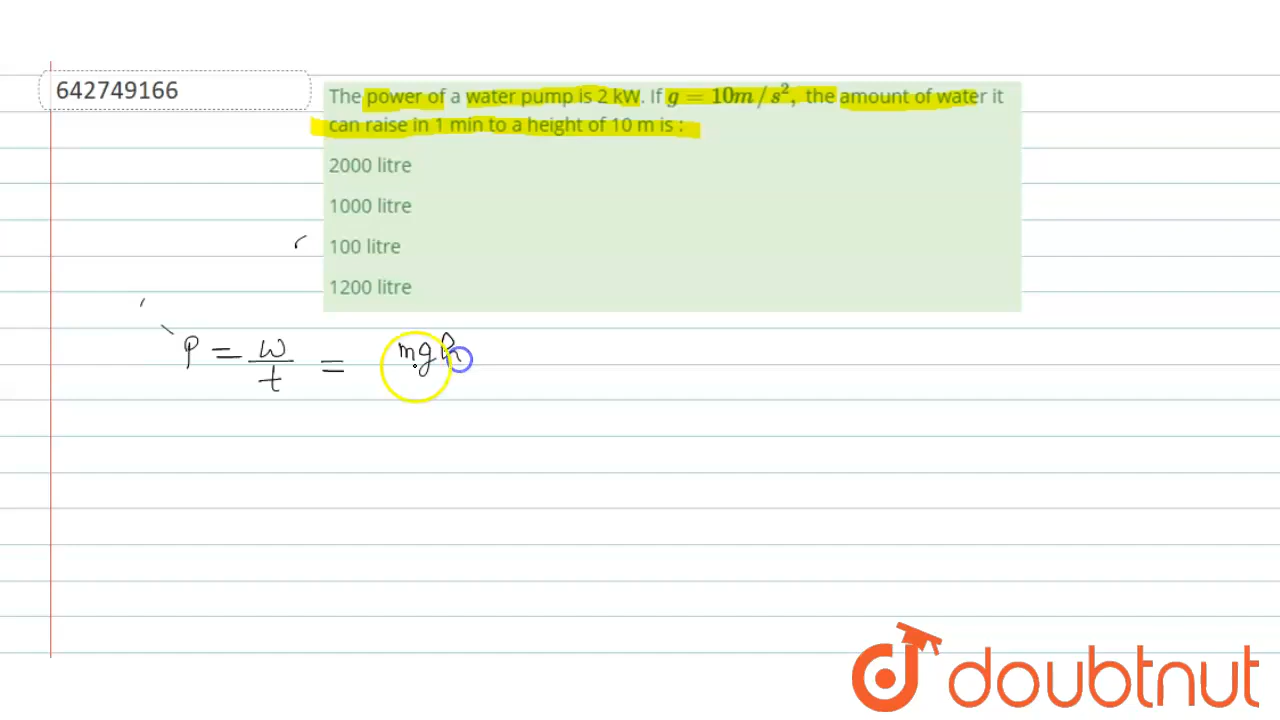 642749166
The power of a water pump is 2 kW. If g = 10m/s², the amount of water it
can raise in 1 min to a height of 10 m is :
2000 litre
1000 litre
100 litre
1200 litre
P = W/t = mgh
doubtnut